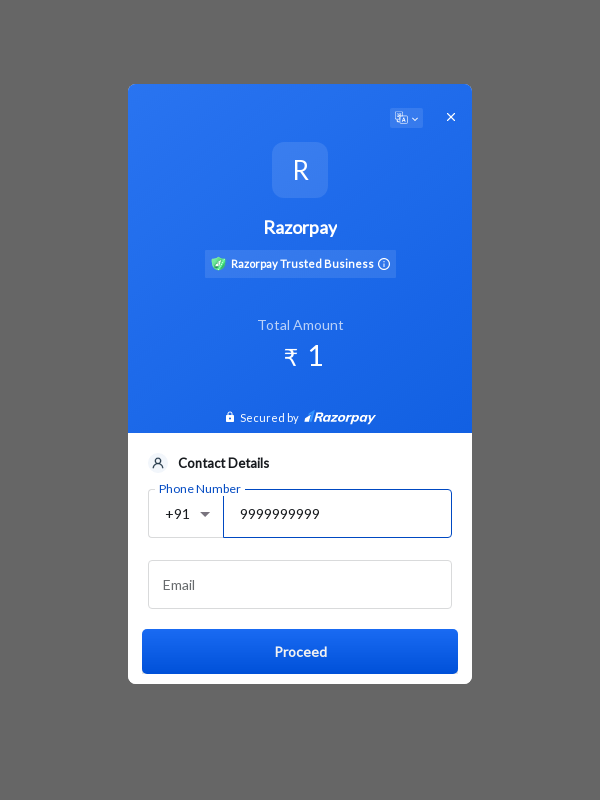 R
Razorpay
Razorpay Trusted Business
Total Amount
₹ 1
Secured by Razorpay
Contact Details
Phone Number
+91 9999999999
Email
Proceed